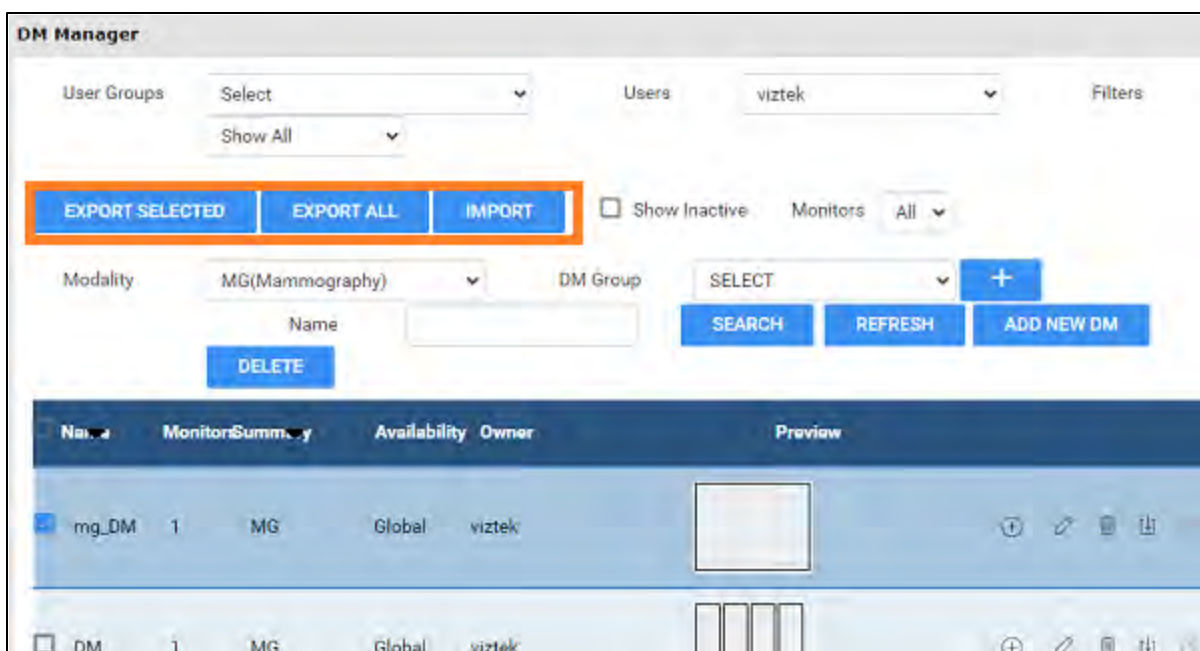 DM Manager
User Groups Select Users viztek Filters
Show All
EXPORT SELECTED EXPORT ALL IMPORT Show Inactive Monitors All
Modality MG(Mammography) DM Group SELECT +
Name SEARCH REFRESH ADD NEW DM
DELETE
Name Monitors Summary Availability Owner Preview
mg_DM 1 MG Global viztek
DM 1 MG Global viztek